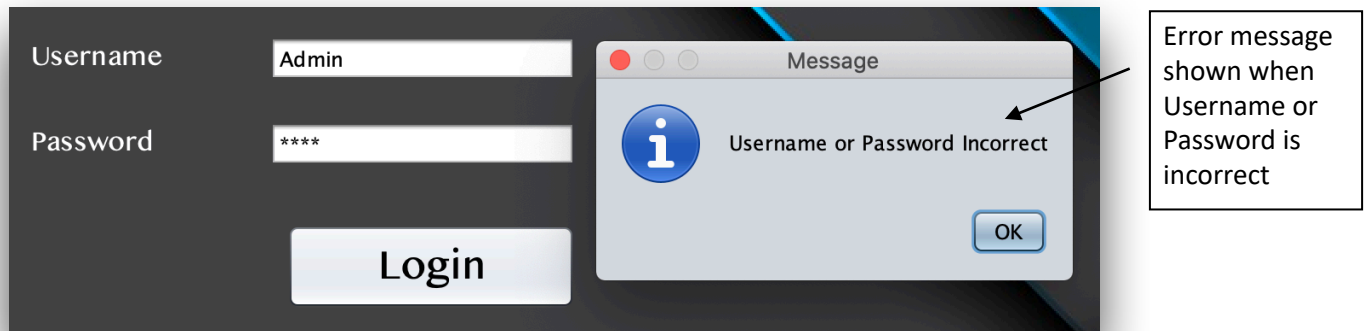 Username
Admin
Password
****
Login
Message
Username or Password Incorrect
OK
Error message
shown when
Username or
Password is
incorrect